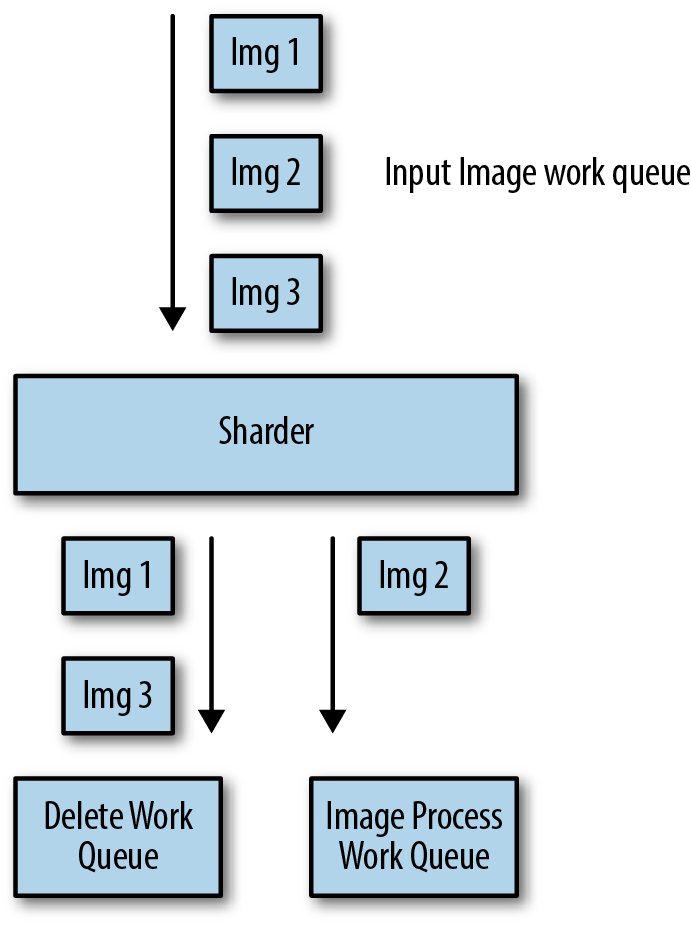 Img 1
Img 2
Input Image work queue
Img 3
Sharder
Img 1
Img 2
Img 3
Delete Work
Queue
Image Process
Work Queue